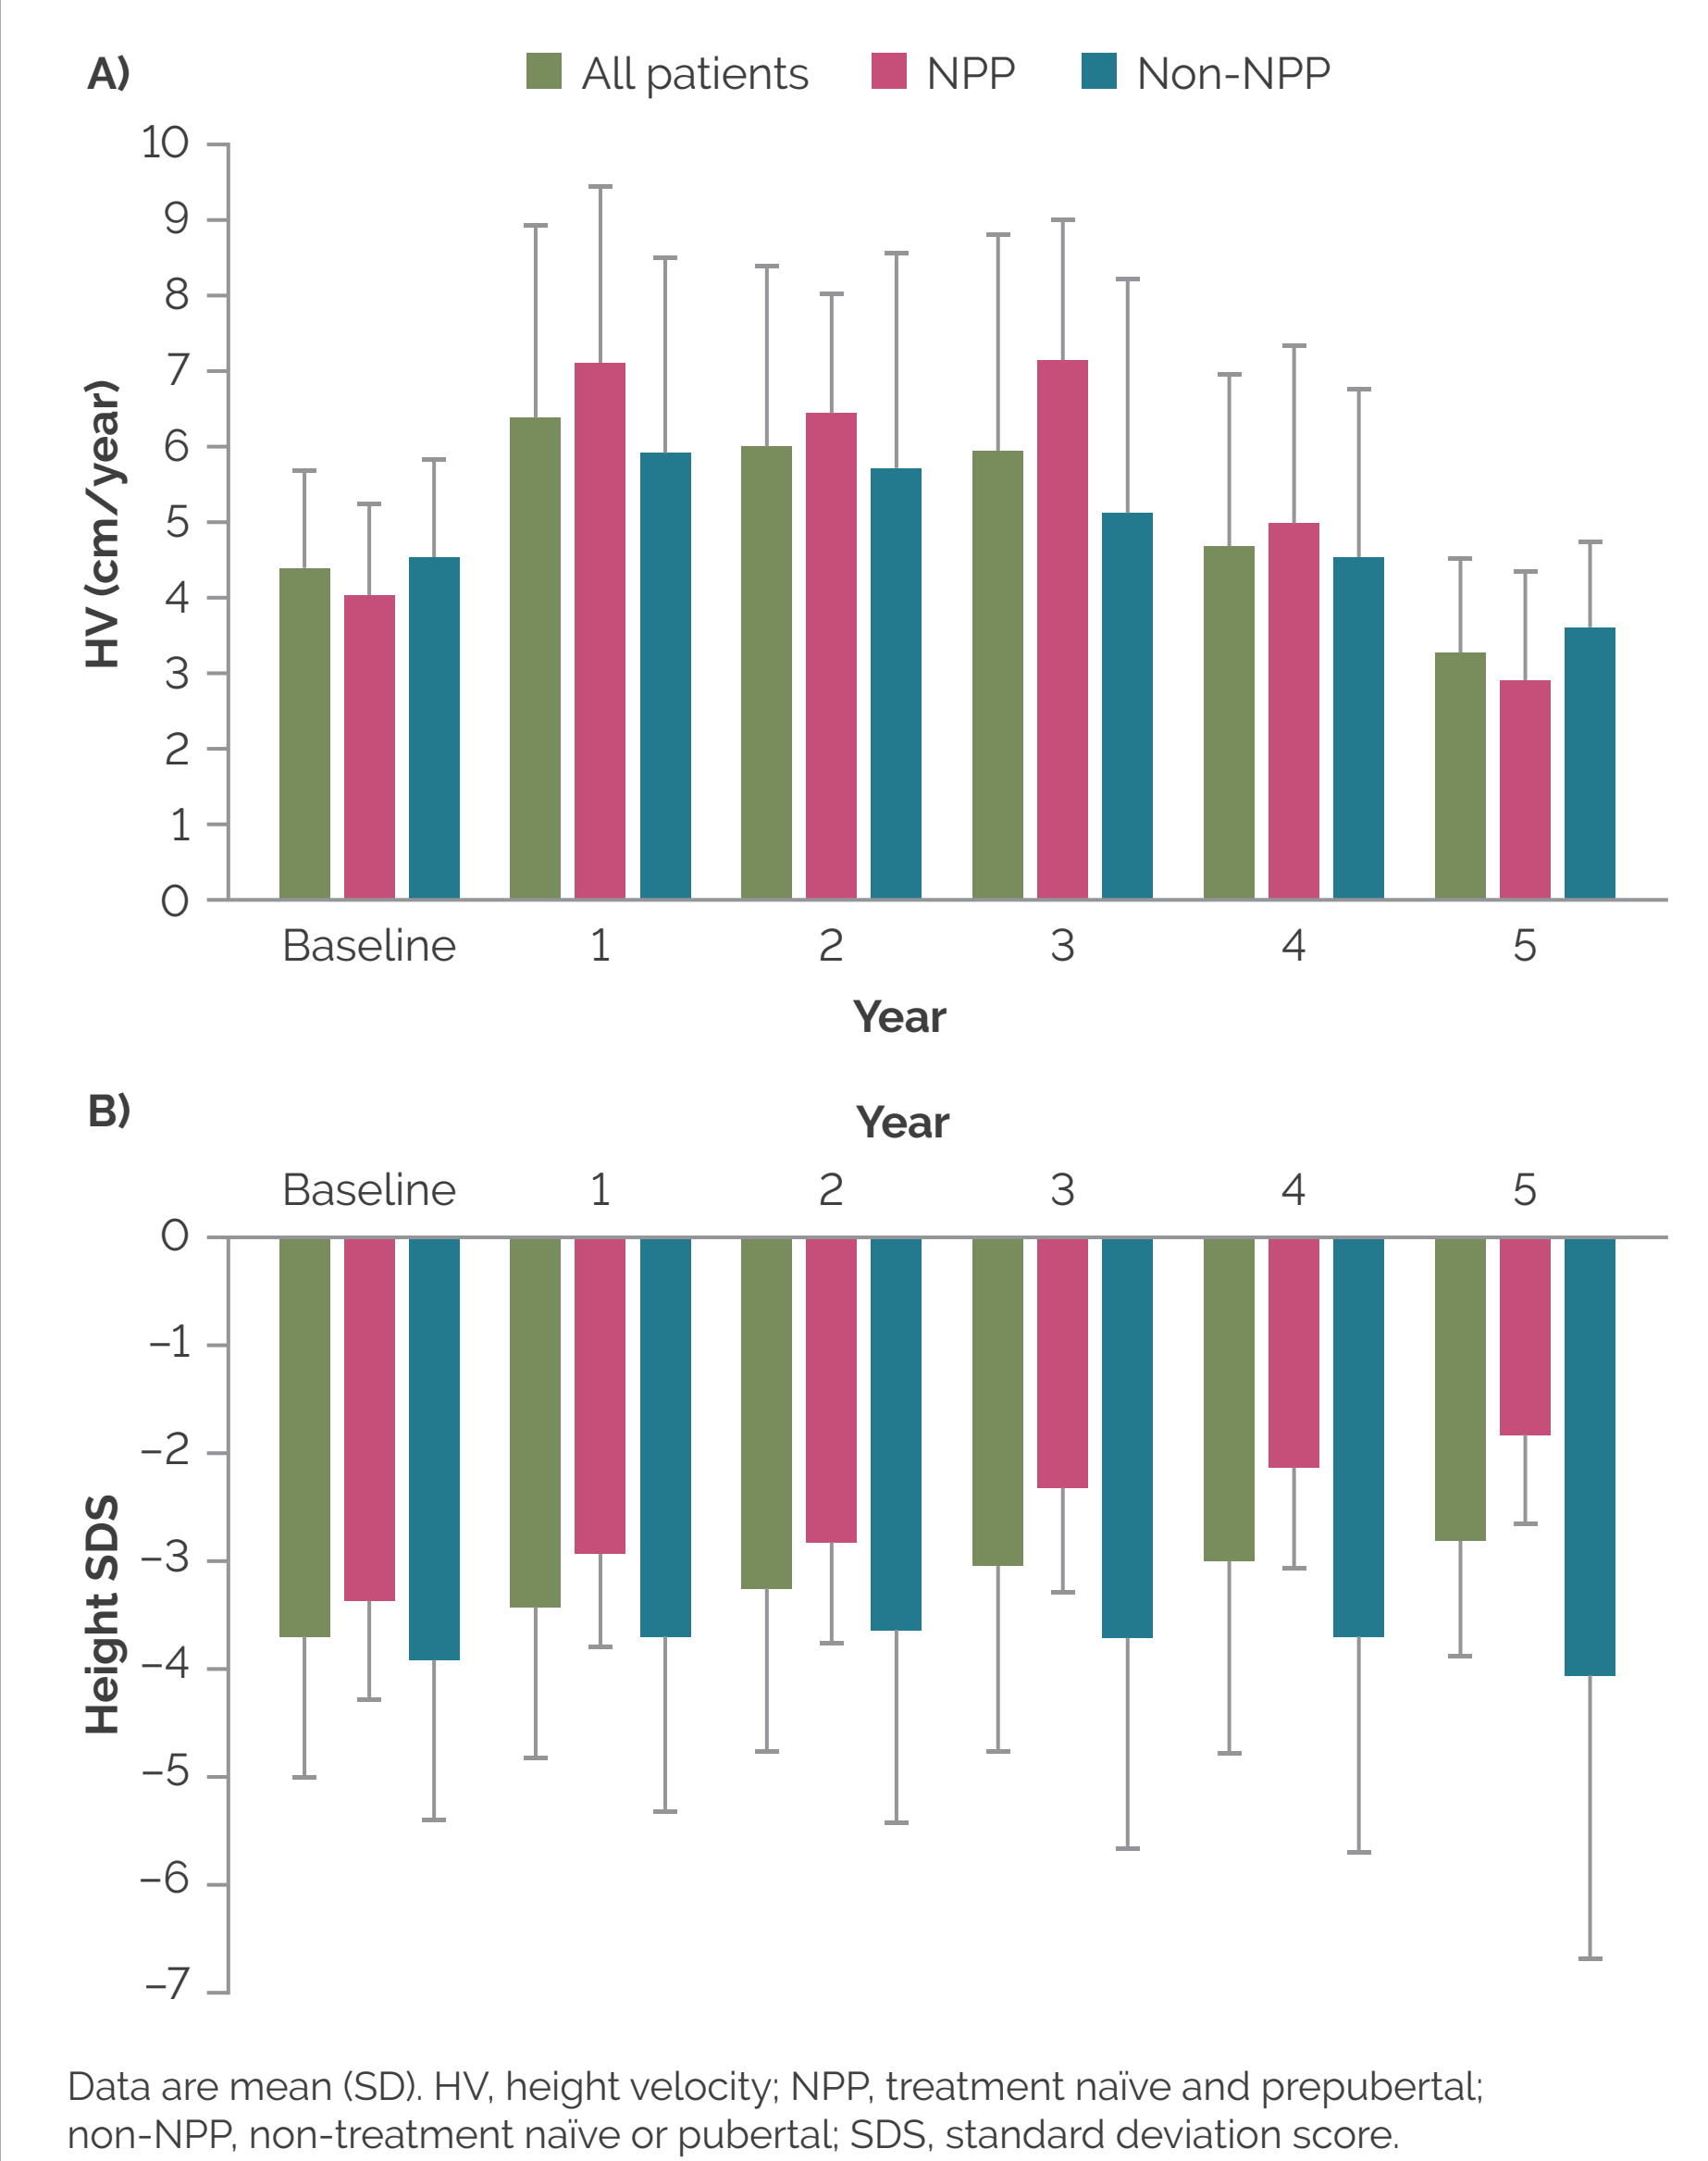 A)
All patients NPP Non-NPP
10
9
8
7
6
5
4
3
2
1
0
HV (cm/year)
Baseline 1 2 3 4 5
Year
B)
Year
Baseline 1 2 3 4 5
0
−1
−2
−3
−4
−5
−6
−7
Height SDS
Data are mean (SD). HV, height velocity; NPP, treatment naïve and prepubertal;
non-NPP, non-treatment naïve or pubertal; SDS, standard deviation score.